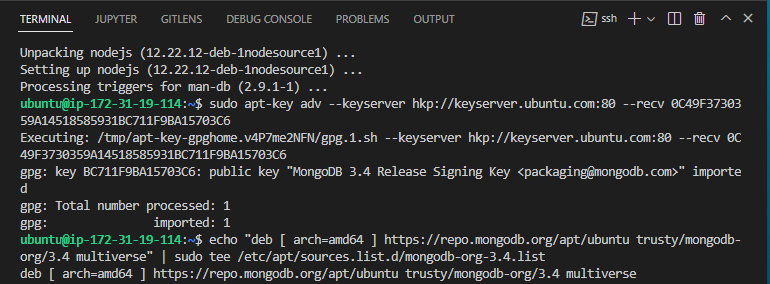 TERMINAL JUPYTER GITLENS DEBUG CONSOLE PROBLEMS OUTPUT ssh
Unpacking nodejs (12.22.12-deb-1nodesource1) ...
Setting up nodejs (12.22.12-deb-1nodesource1) ...
Processing triggers for man-db (2.9.1-1) ...
ubuntu@ip-172-31-19-114:~$ sudo apt-key adv --keyserver hkp://keyserver.ubuntu.com:80 --recv 0C49F37303
59A14518585931BC711F9BA15703C6
Executing: /tmp/apt-key-gpghome.v4P7me2NFN/gpg.1.sh --keyserver hkp://keyserver.ubuntu.com:80 --recv 0C
49F3730359A14518585931BC711F9BA15703C6
gpg: key BC711F9BA15703C6: public key "MongoDB 3.4 Release Signing Key <packaging@mongodb.com>" importe
d
gpg: Total number processed: 1
gpg:               imported: 1
ubuntu@ip-172-31-19-114:~$ echo "deb [ arch=amd64 ] https://repo.mongodb.org/apt/ubuntu trusty/mongodb-
org/3.4 multiverse" | sudo tee /etc/apt/sources.list.d/mongodb-org-3.4.list
deb [ arch=amd64 ] https://repo.mongodb.org/apt/ubuntu trusty/mongodb-org/3.4 multiverse